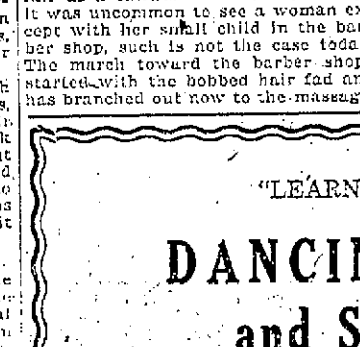 It was uncommon to see a woman ex
cept with her small child in the bar
ber shop, such is not the case toda
The march toward the barber shop
started with the bobbed hair fad an
has branched out now to the massag
"LEARN
DANCIN
and S